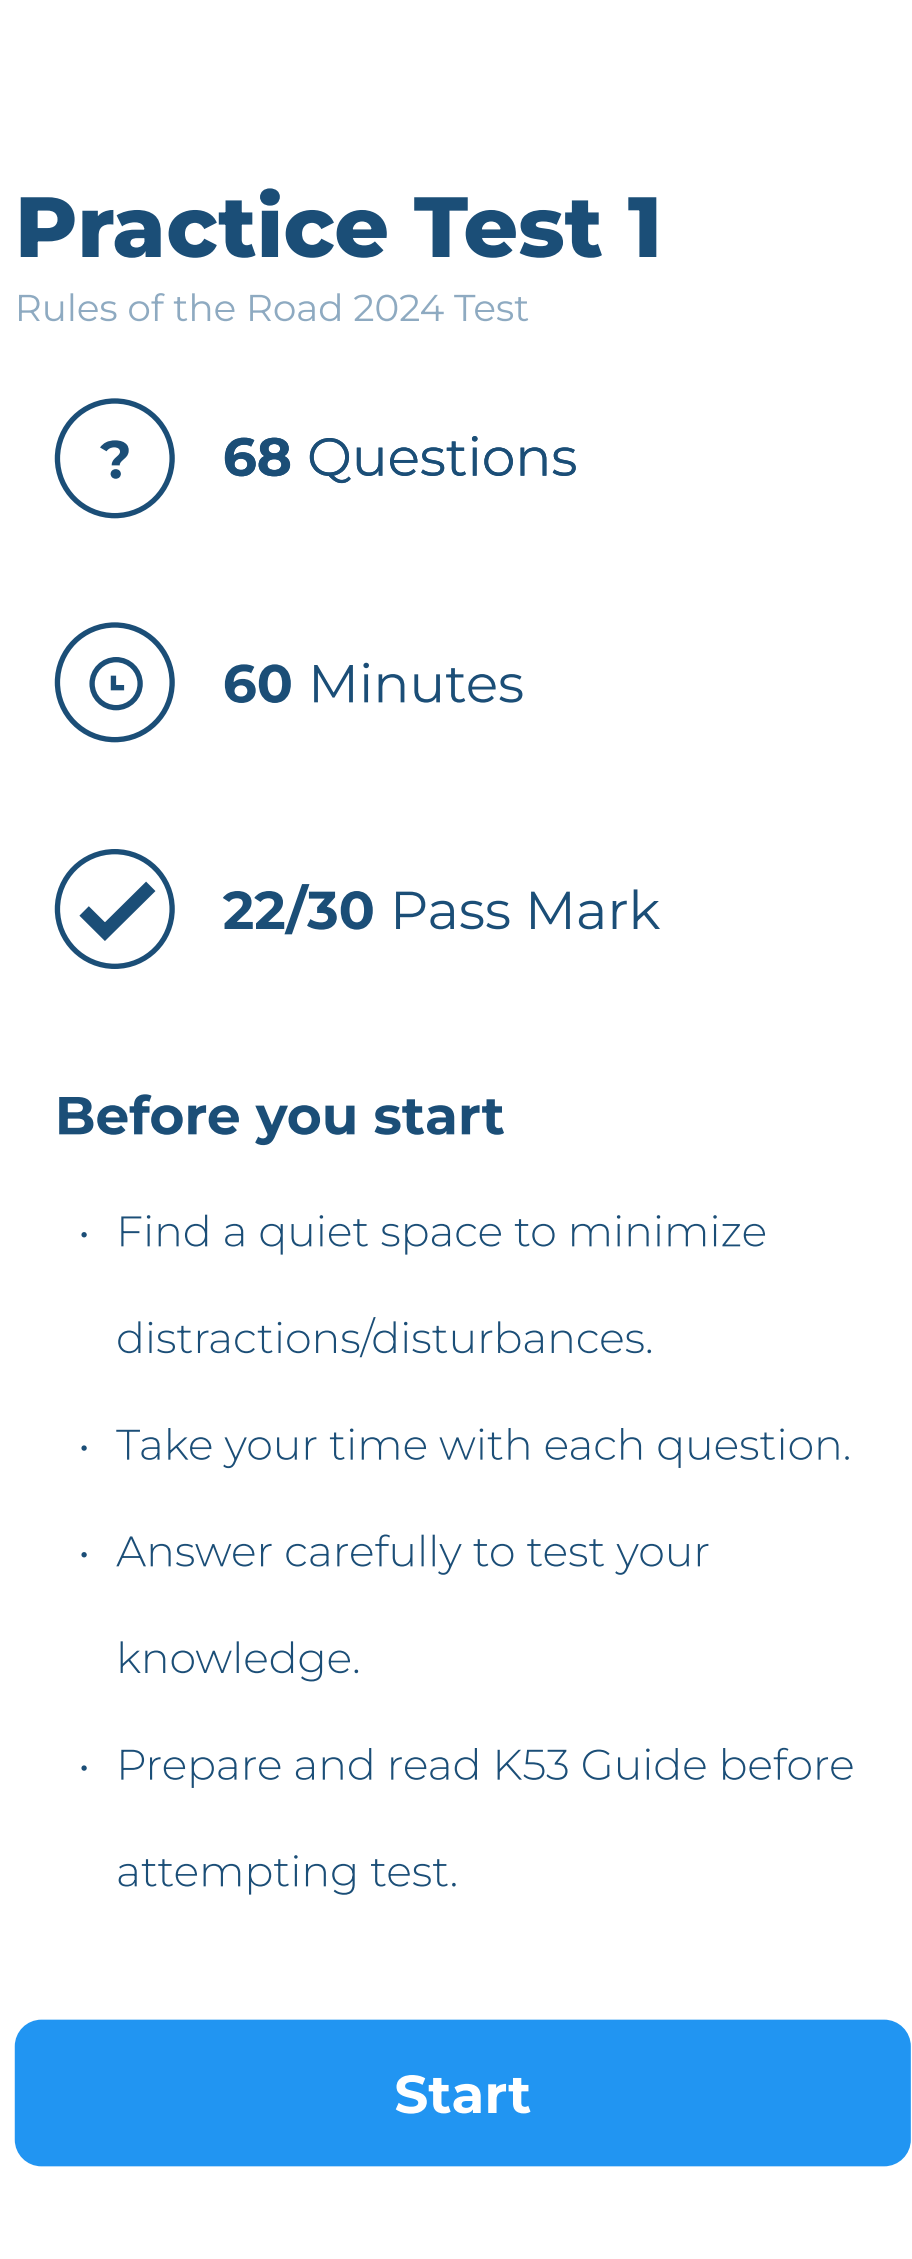 Practice Test 1
Rules of the Road 2024 Test
? 68 Questions
60 Minutes
22/30 Pass Mark
Before you start
• Find a quiet space to minimize
distractions/disturbances.
• Take your time with each question.
• Answer carefully to test your
knowledge.
• Prepare and read K53 Guide before
attempting test.
Start